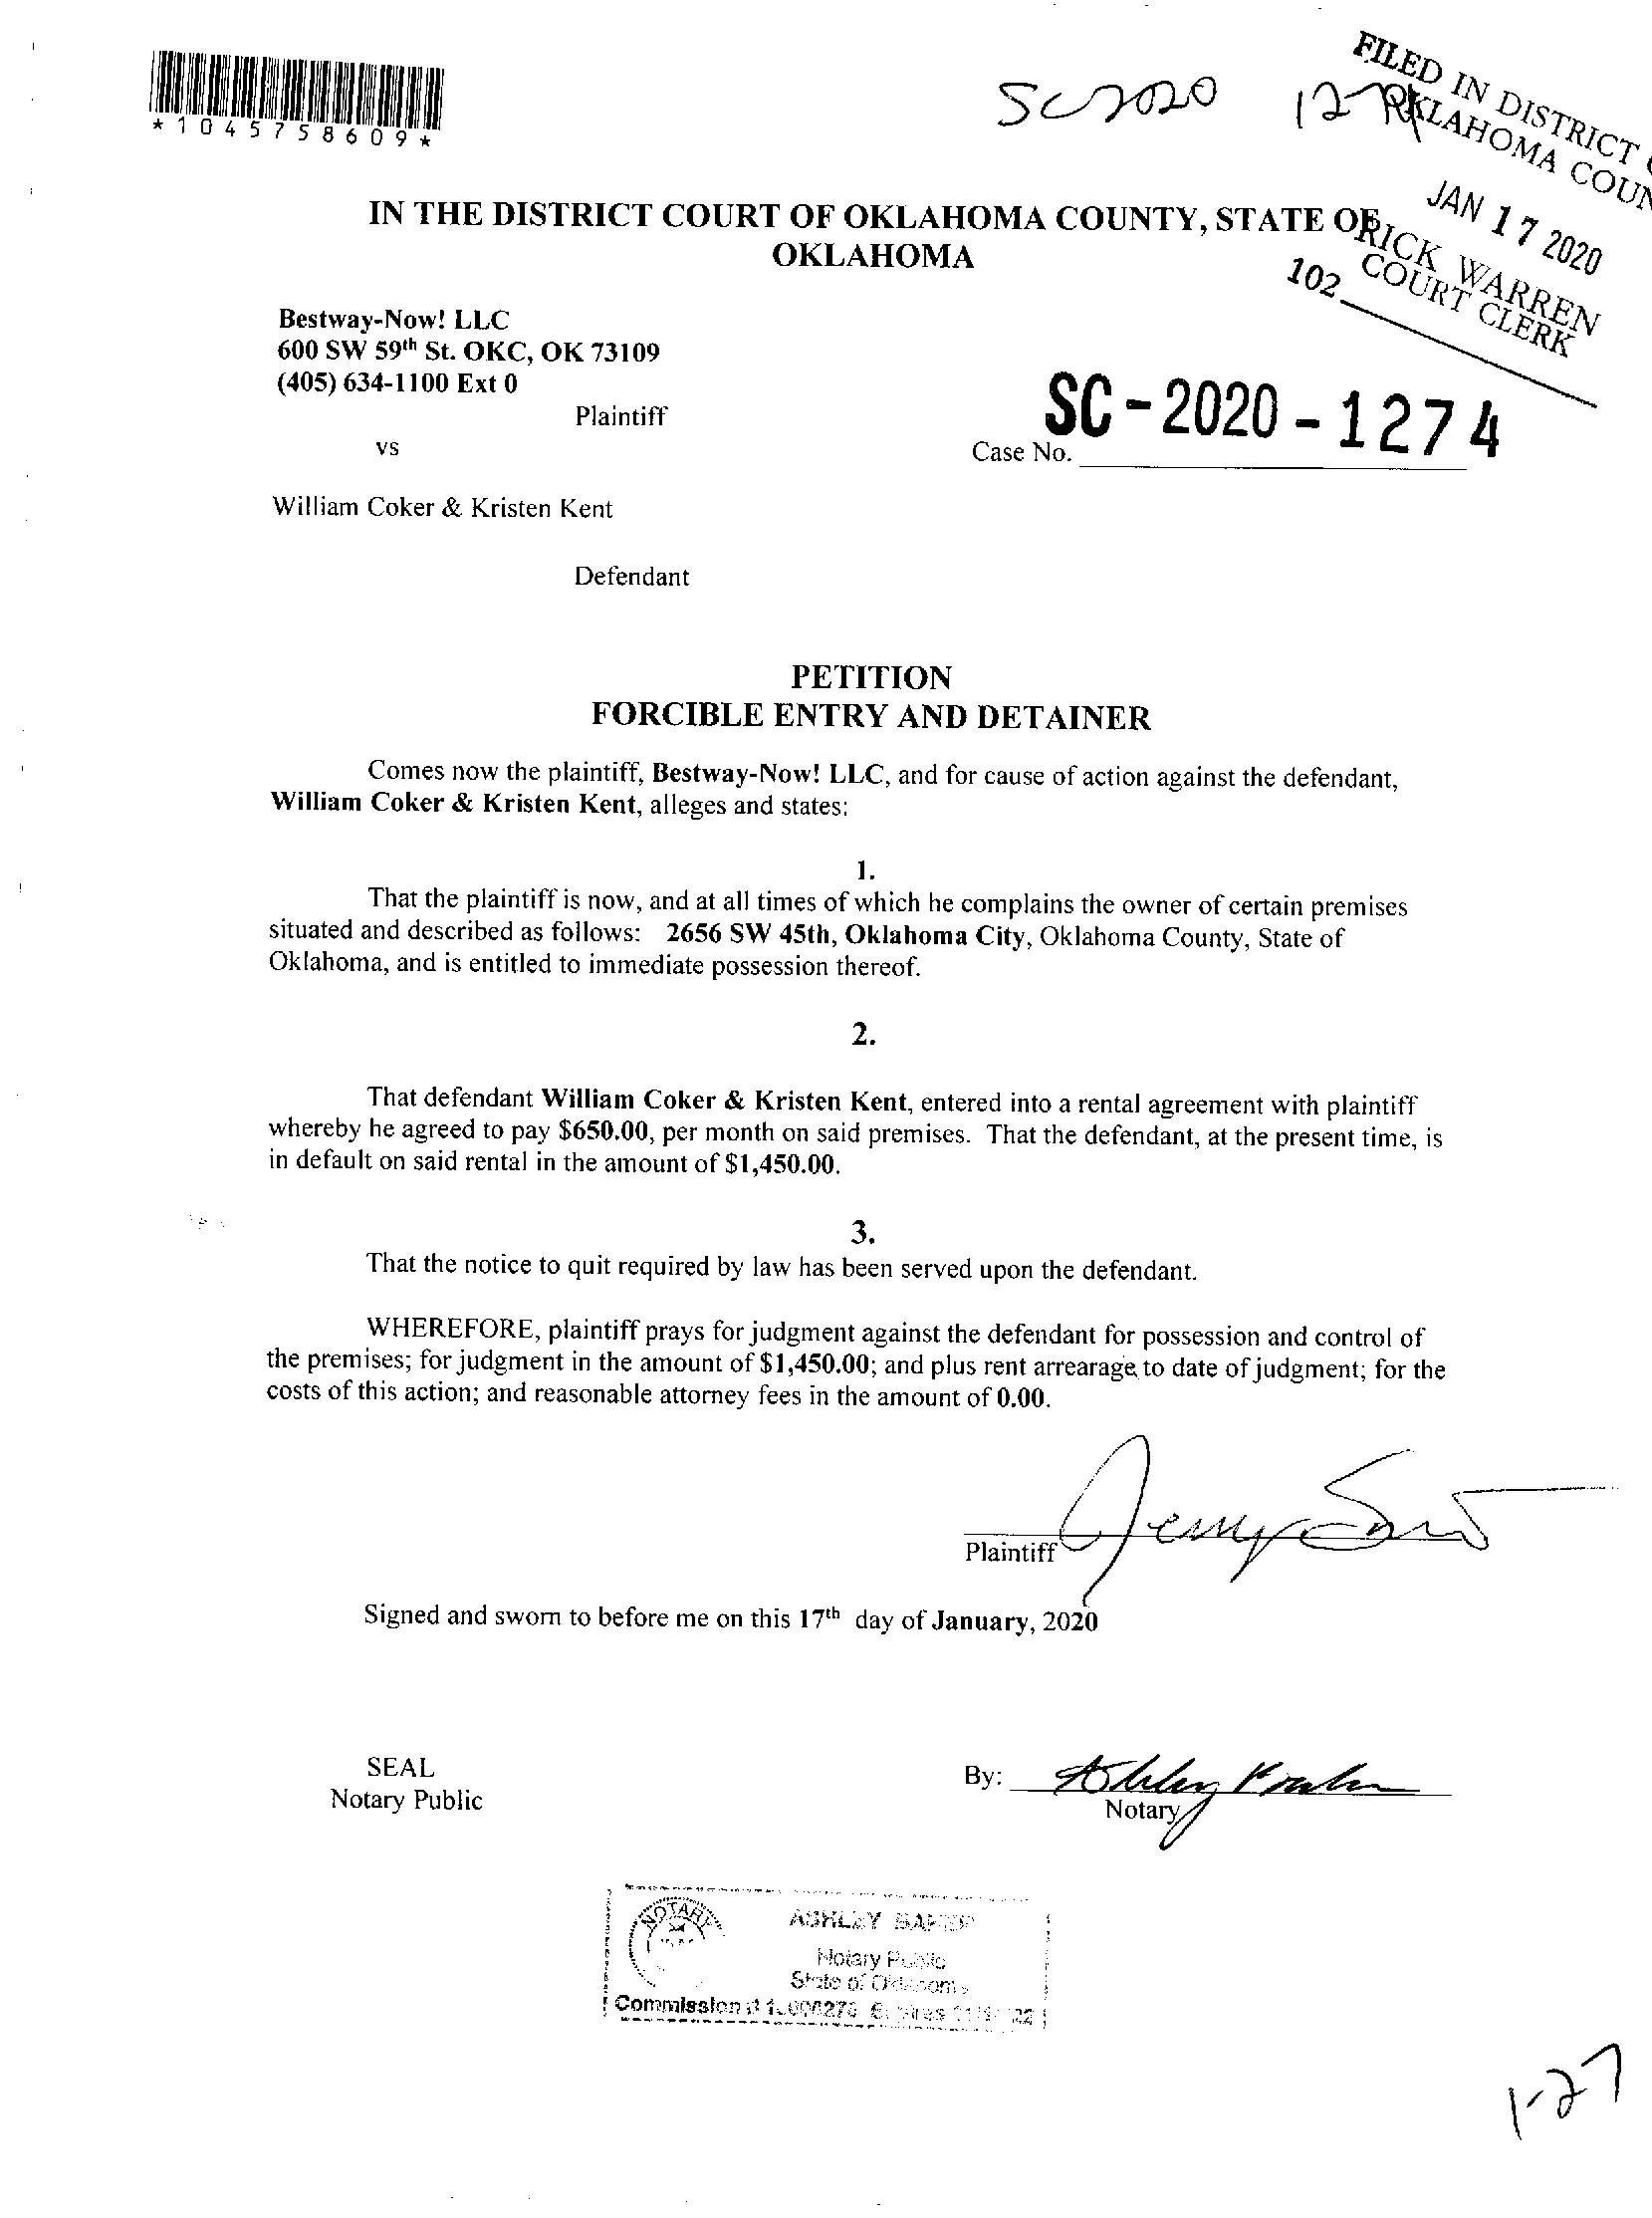 *1045758609*
SC2020 1274
FILED IN DISTRICT
OKLAHOMA COUN
JAN 17 2020
RICK WARREN
COURT CLERK
102
IN THE DISTRICT COURT OF OKLAHOMA COUNTY, STATE OF
OKLAHOMA
Bestway-Now! LLC
600 SW 59th St. OKC, OK 73109
(405) 634-1100 Ext 0
Plaintiff
vs
SC-2020-1274
Case No.
William Coker & Kristen Kent
Defendant
PETITION
FORCIBLE ENTRY AND DETAINER
Comes now the plaintiff, Bestway-Now! LLC, and for cause of action against the defendant,
William Coker & Kristen Kent, alleges and states:
1.
That the plaintiff is now, and at all times of which he complains the owner of certain premises
situated and described as follows: 2656 SW 45th, Oklahoma City, Oklahoma County, State of
Oklahoma, and is entitled to immediate possession thereof.
2.
That defendant William Coker & Kristen Kent, entered into a rental agreement with plaintiff
whereby he agreed to pay $650.00, per month on said premises. That the defendant, at the present time, is
in default on said rental in the amount of $1,450.00.
3.
That the notice to quit required by law has been served upon the defendant.
WHEREFORE, plaintiff prays for judgment against the defendant for possession and control of
the premises; for judgment in the amount of $1,450.00; and plus rent arrearage to date of judgment; for the
costs of this action; and reasonable attorney fees in the amount of 0.00.
Plaintiff
Signed and sworn to before me on this 17th day of January, 2020
SEAL
Notary Public
By: Ashley
Notary
NOTARY
ASHLEY
Notary Public
State of Oklahoma
Commission # Expires
1-27